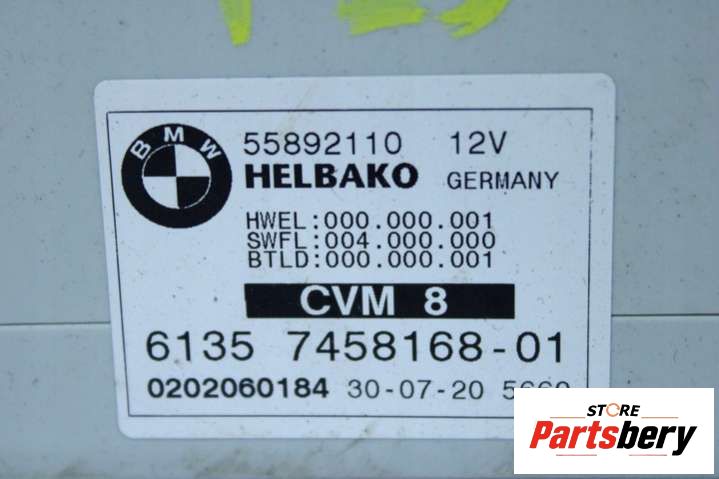 BMW
55892110 12V
HELBAKO GERMANY
HWEL:000.000.001
SWFL:004.000.000
BTLD:000.000.001
CVM 8
6135 7458168-01
0202060184 30-07-20
STORE
Partsbery